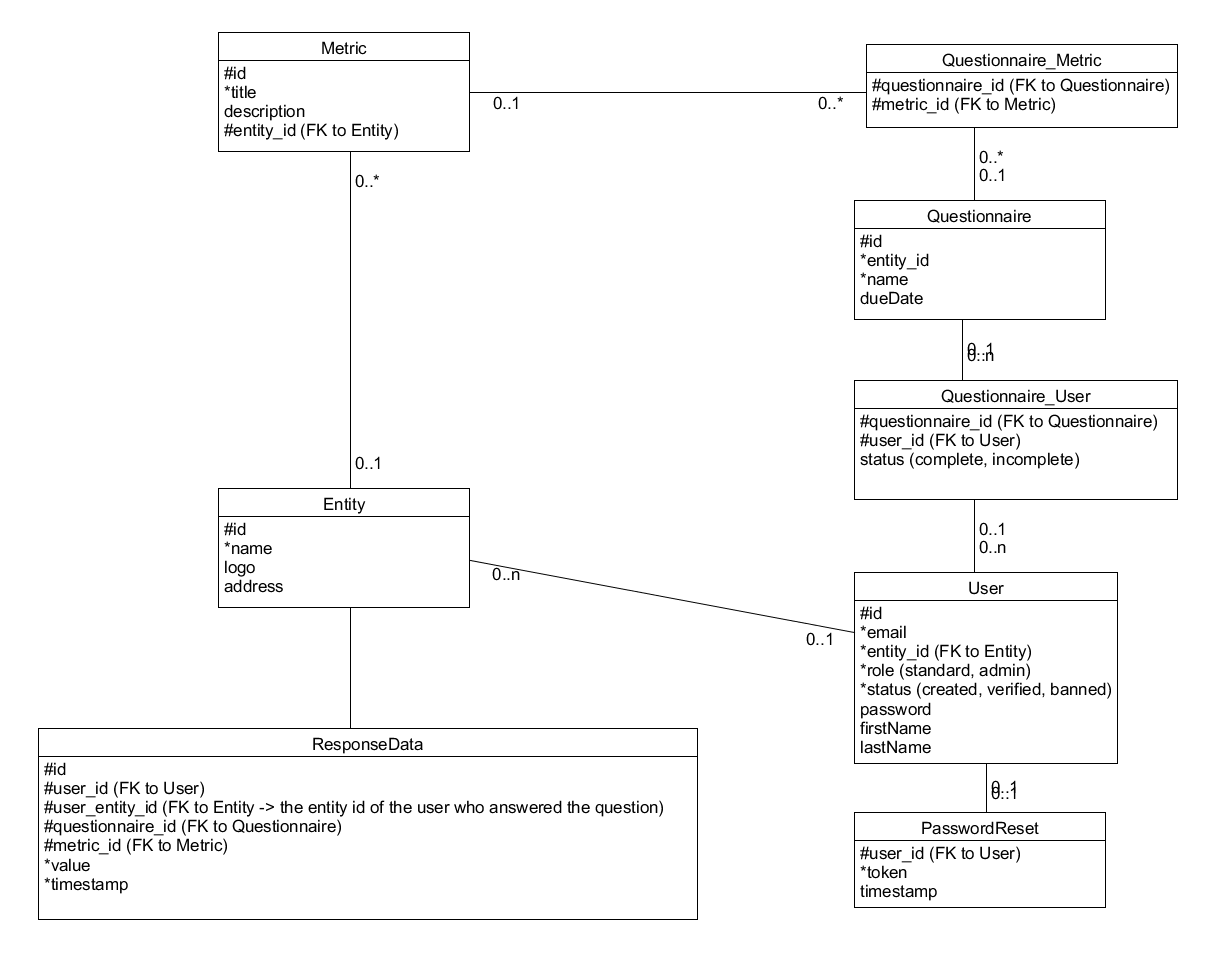 Metric
#id
*title
description
#entity_id (FK to Entity)
0..1
0..*
Questionnaire_Metric
#questionnaire_id (FK to Questionnaire)
#metric_id (FK to Metric)
0..*
0..1
Questionnaire
#id
*entity_id
*name
dueDate
0..1
0..n
Questionnaire_User
#questionnaire_id (FK to Questionnaire)
#user_id (FK to User)
status (complete, incomplete)
0..1
0..n
0..*
0..1
Entity
#id
*name
logo
address
0..n
0..1
User
#id
*email
*entity_id (FK to Entity)
*role (standard, admin)
*status (created, verified, banned)
password
firstName
lastName
0..1
0..1
PasswordReset
#user_id (FK to User)
*token
timestamp
ResponseData
#id
#user_id (FK to User)
#user_entity_id (FK to Entity -> the entity id of the user who answered the question)
#questionnaire_id (FK to Questionnaire)
#metric_id (FK to Metric)
*value
*timestamp